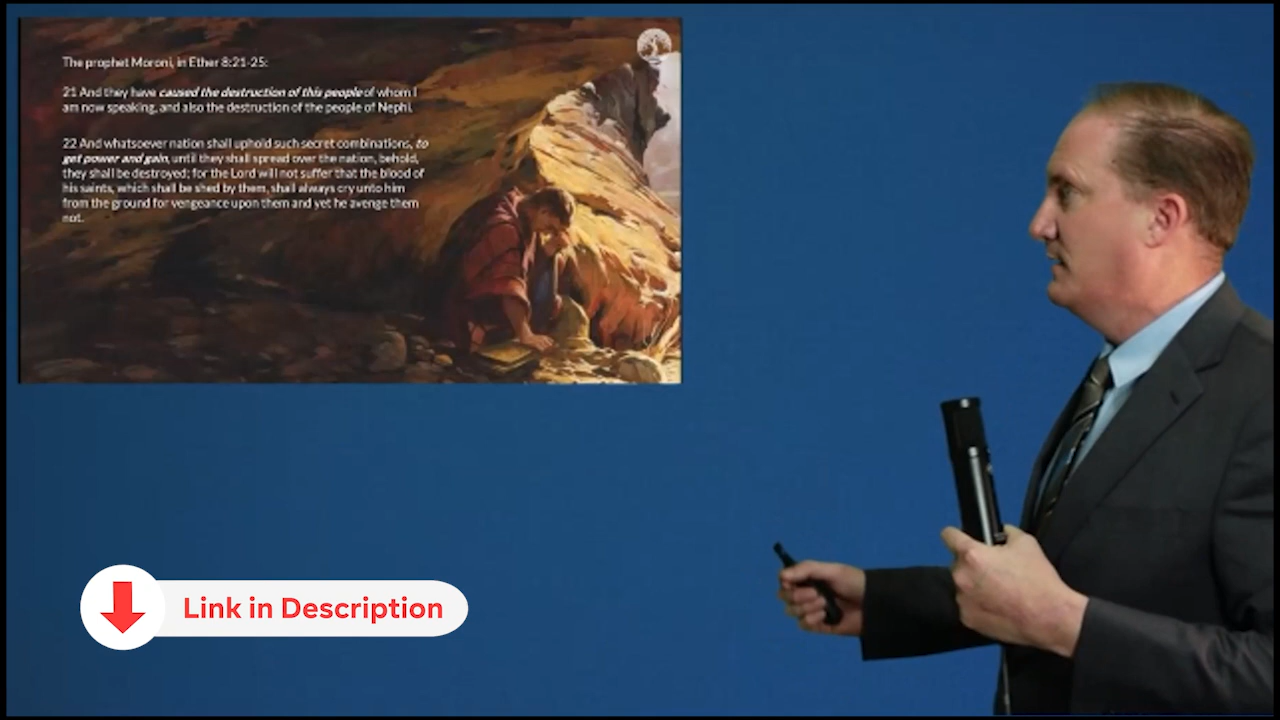 The prophet Moroni, in Ether 8:21-25:
21 And they have caused the destruction of this people of whom I
am now speaking, and also the destruction of the people of Nephi.
22 And whatsoever nation shall uphold such secret combinations, to
get power and gain, until they shall spread over the nation, behold,
they shall be destroyed; for the Lord will not suffer that the blood of
his saints, which shall be shed by them, shall always cry unto him
from the ground for vengeance upon them and yet he avenge them
not.
Link in Description